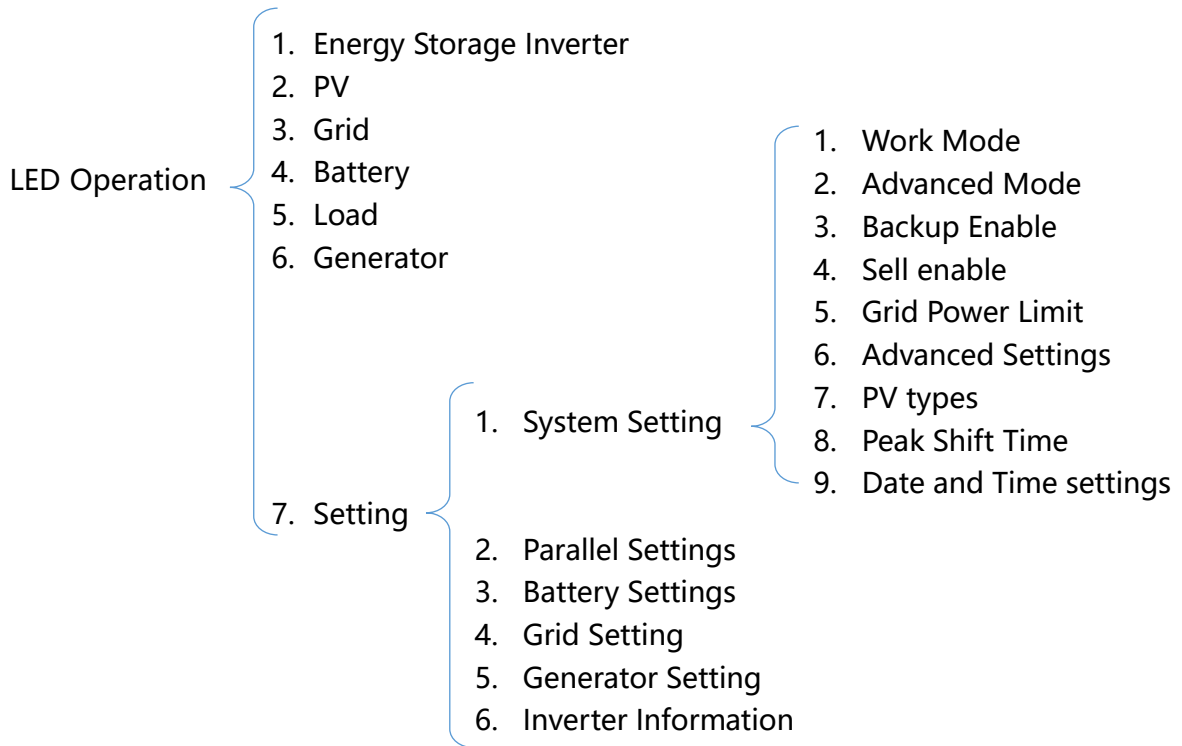 LED Operation
1. Energy Storage Inverter
2. PV
3. Grid
4. Battery
5. Load
6. Generator
7. Setting
1. System Setting
1. Work Mode
2. Advanced Mode
3. Backup Enable
4. Sell enable
5. Grid Power Limit
6. Advanced Settings
7. PV types
8. Peak Shift Time
9. Date and Time settings
2. Parallel Settings
3. Battery Settings
4. Grid Setting
5. Generator Setting
6. Inverter Information